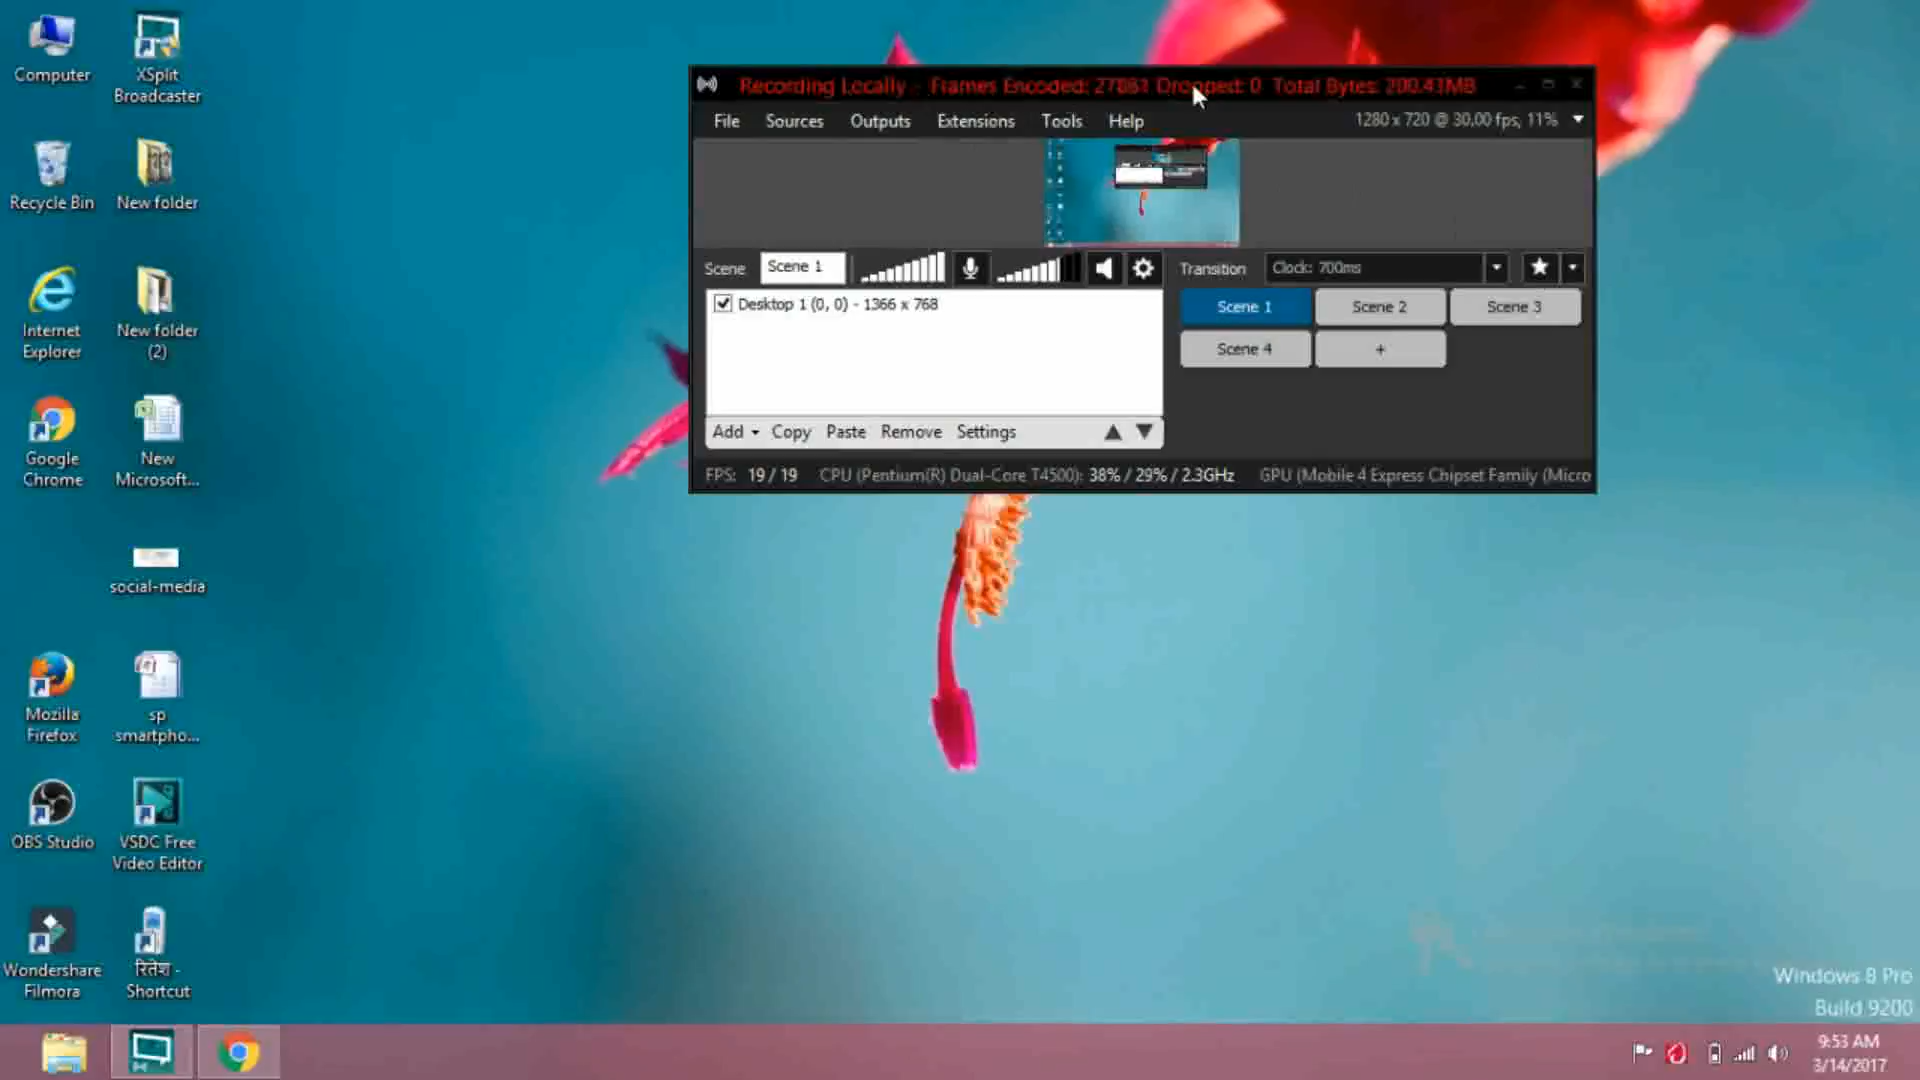 Computer
XSplit
Broadcaster
Recycle Bin
New folder
Internet
Explorer
New folder
(2)
Google
Chrome
New
Microsoft...
social-media
Mozilla
Firefox
sp
smartpho...
OBS Studio
VSDC Free
Video Editor
Wondershare
Filmora
रितेश -
Shortcut
Recording Locally - Frames Encoded: Dropped: 0 Total Bytes: 200.43MB
File Sources Outputs Extensions Tools Help
1280 x 720 @ 30.00 fps, 11%
Scene Scene 1
Transition Clock: 700ms
Desktop 1 (0, 0) - 1366 x 768
Scene 1 Scene 2 Scene 3
Scene 4 +
Add Copy Paste Remove Settings
FPS: 19 / 19 CPU (Pentium(R) Dual-Core T4500): 38% / 29% / 2.3GHz GPU (Mobile 4 Express Chipset Family (Micro
Windows 8 Pro
Build 9200
9:53 AM
3/14/2017